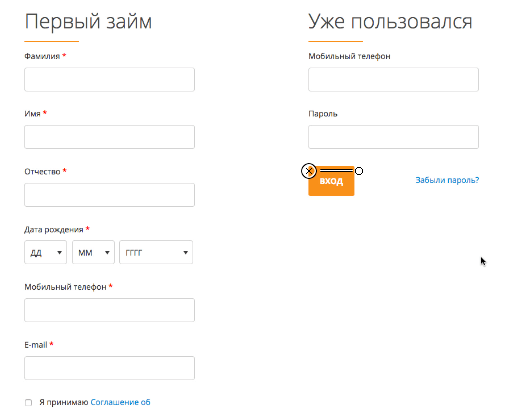 Первый займ
Фамилия *
Имя *
Отчество *
Дата рождения *
ДД ММ ГГГГ
Мобильный телефон *
E-mail *
Я принимаю Соглашение об
Уже пользовался
Мобильный телефон
Пароль
вход
Забыли пароль?